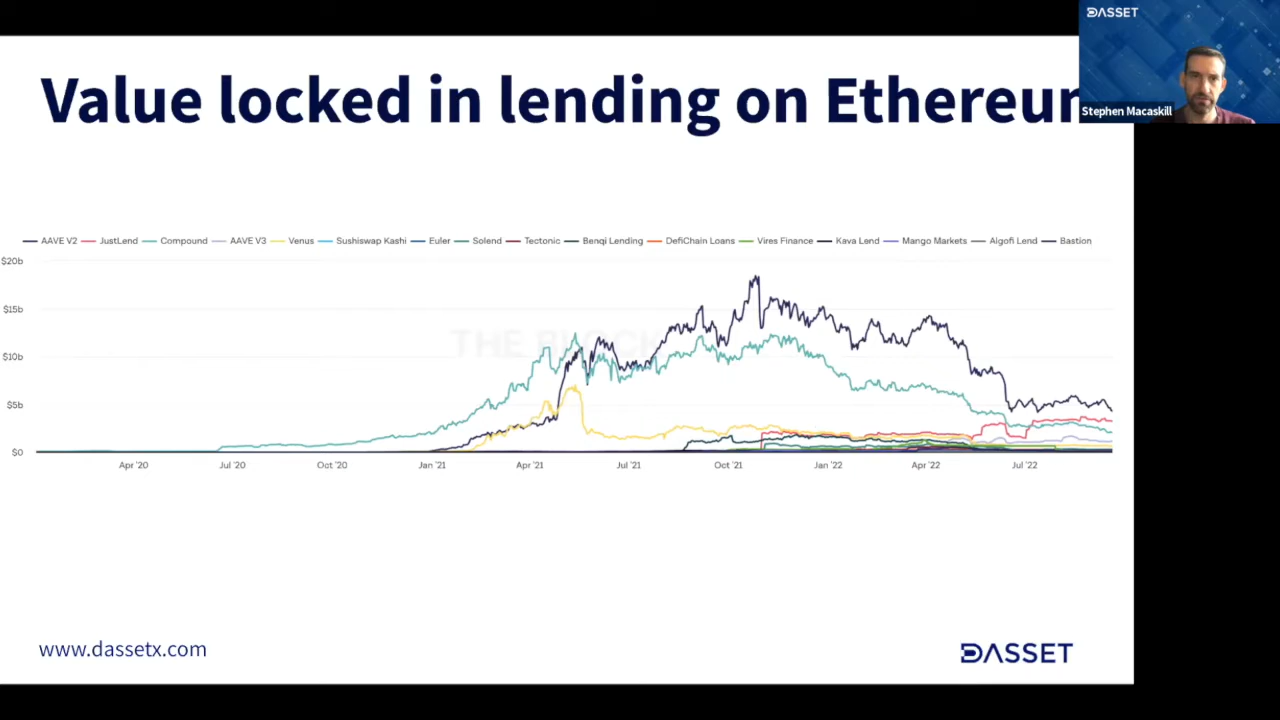 DASSET
Stephen Macaskill
Value locked in lending on Ethereum
AAVE V2 JustLend Compound AAVE V3 Venus Sushiswap Kashi Euler Solend Tectonic Benqi Lending DefiChain Loans Vires Finance Kava Lend Mango Markets Algofi Lend Bastion
$20b
$15b
THE BLOCK
$10b
$5b
$0
Apr '20 Jul '20 Oct '20 Jan '21 Apr '21 Jul '21 Oct '21 Jan '22 Apr '22 Jul '22
www.dassetx.com
DASSET